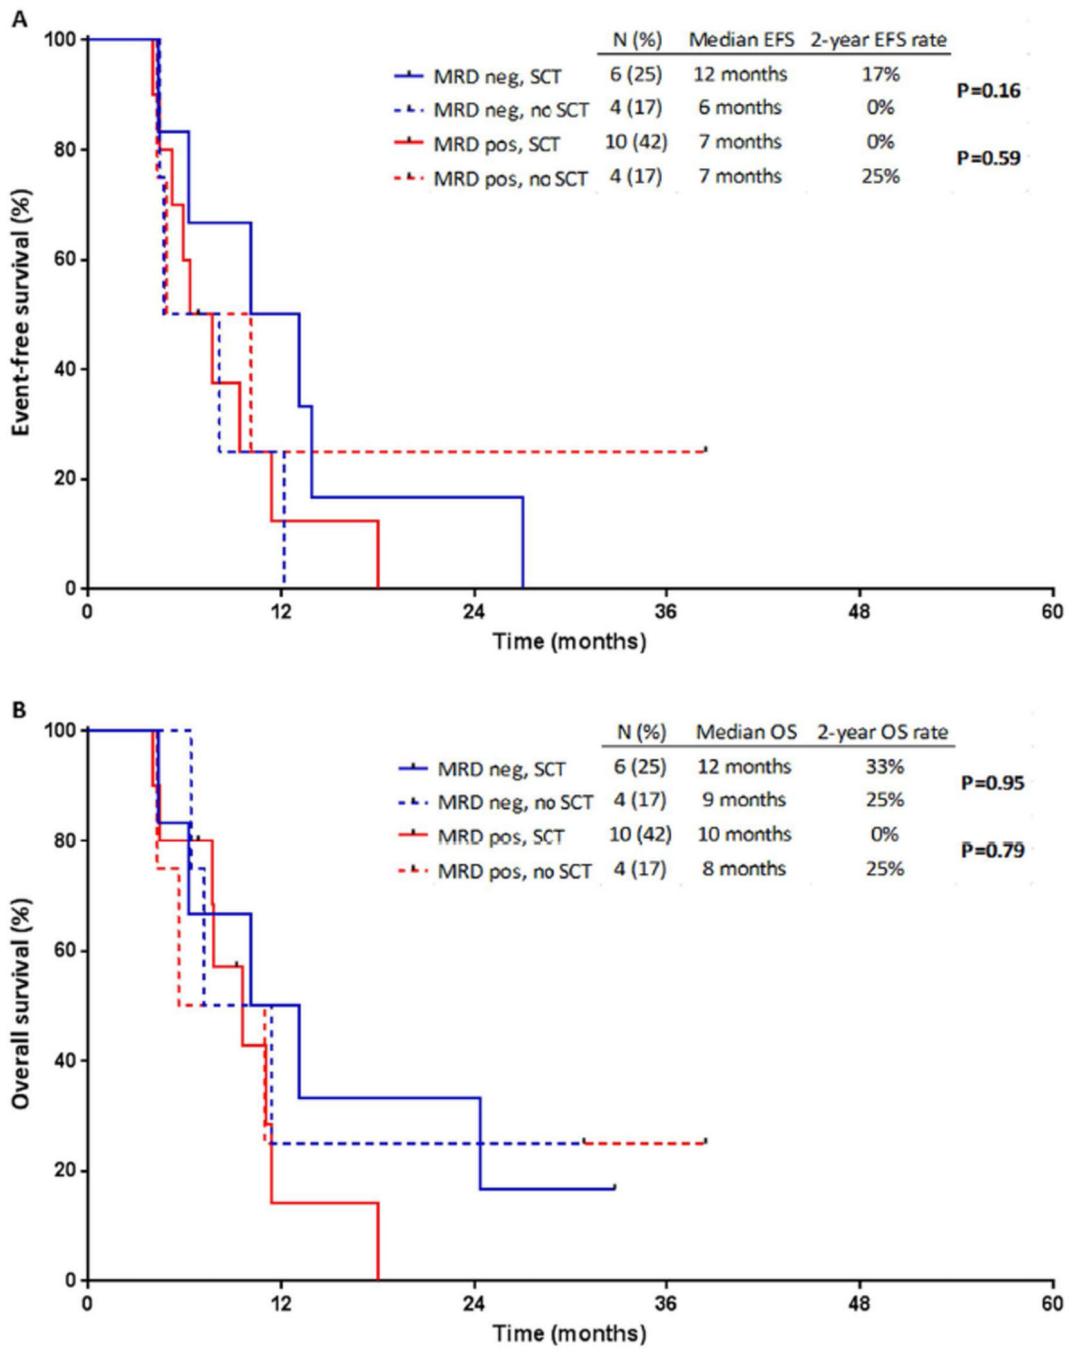 A
N (%) Median EFS 2-year EFS rate
MRD neg, SCT 6 (25) 12 months 17%
P=0.16
MRD neg, no SCT 4 (17) 6 months 0%
MRD pos, SCT 10 (42) 7 months 0%
P=0.59
MRD pos, no SCT 4 (17) 7 months 25%
Event-free survival (%)
100
80
60
40
20
0
0 12 24 36 48 60
Time (months)
B
N (%) Median OS 2-year OS rate
MRD neg, SCT 6 (25) 12 months 33%
P=0.95
MRD neg, no SCT 4 (17) 9 months 25%
MRD pos, SCT 10 (42) 10 months 0%
P=0.79
MRD pos, no SCT 4 (17) 8 months 25%
Overall survival (%)
100
80
60
40
20
0
0 12 24 36 48 60
Time (months)